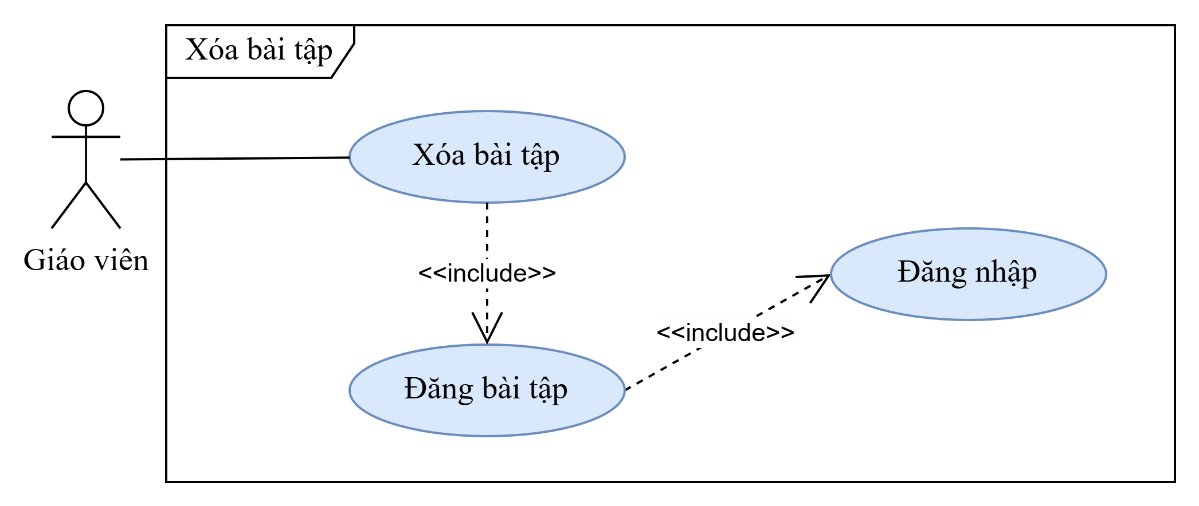 Xóa bài tập
Xóa bài tập
Giáo viên
<<include>>
Đăng nhập
<<include>>
Đăng bài tập